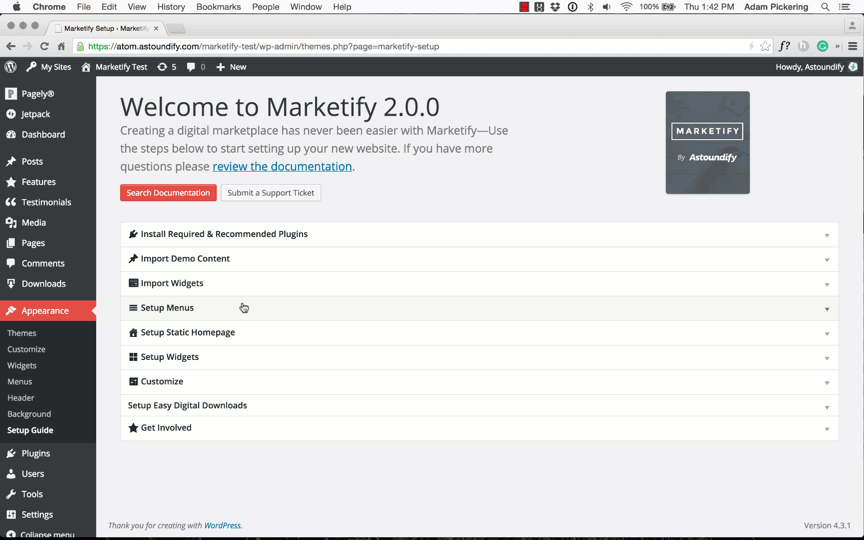 Chrome File Edit View History Bookmarks People Window Help 100% Thu 1:42 PM Adam Pickering
Marketify Setup ‹ Marketify
https://atom.astoundify.com/marketify-test/wp-admin/themes.php?page=marketify-setup f?
My Sites Marketify Test 5 0 New Howdy, Astoundify
Pagely®
Jetpack
Dashboard
Posts
Features
Testimonials
Media
Pages
Comments
Downloads
Appearance
Themes
Customize
Widgets
Menus
Header
Background
Setup Guide
Plugins
Users
Tools
Settings
Collapse menu
Welcome to Marketify 2.0.0
Creating a digital marketplace has never been easier with Marketify—Use
the steps below to start setting up your new website. If you have more
questions please review the documentation.
Search Documentation Submit a Support Ticket
MARKETIFY
By Astoundify
Install Required & Recommended Plugins
Import Demo Content
Import Widgets
Setup Menus
Setup Static Homepage
Setup Widgets
Customize
Setup Easy Digital Downloads
Get Involved
Thank you for creating with WordPress. Version 4.3.1